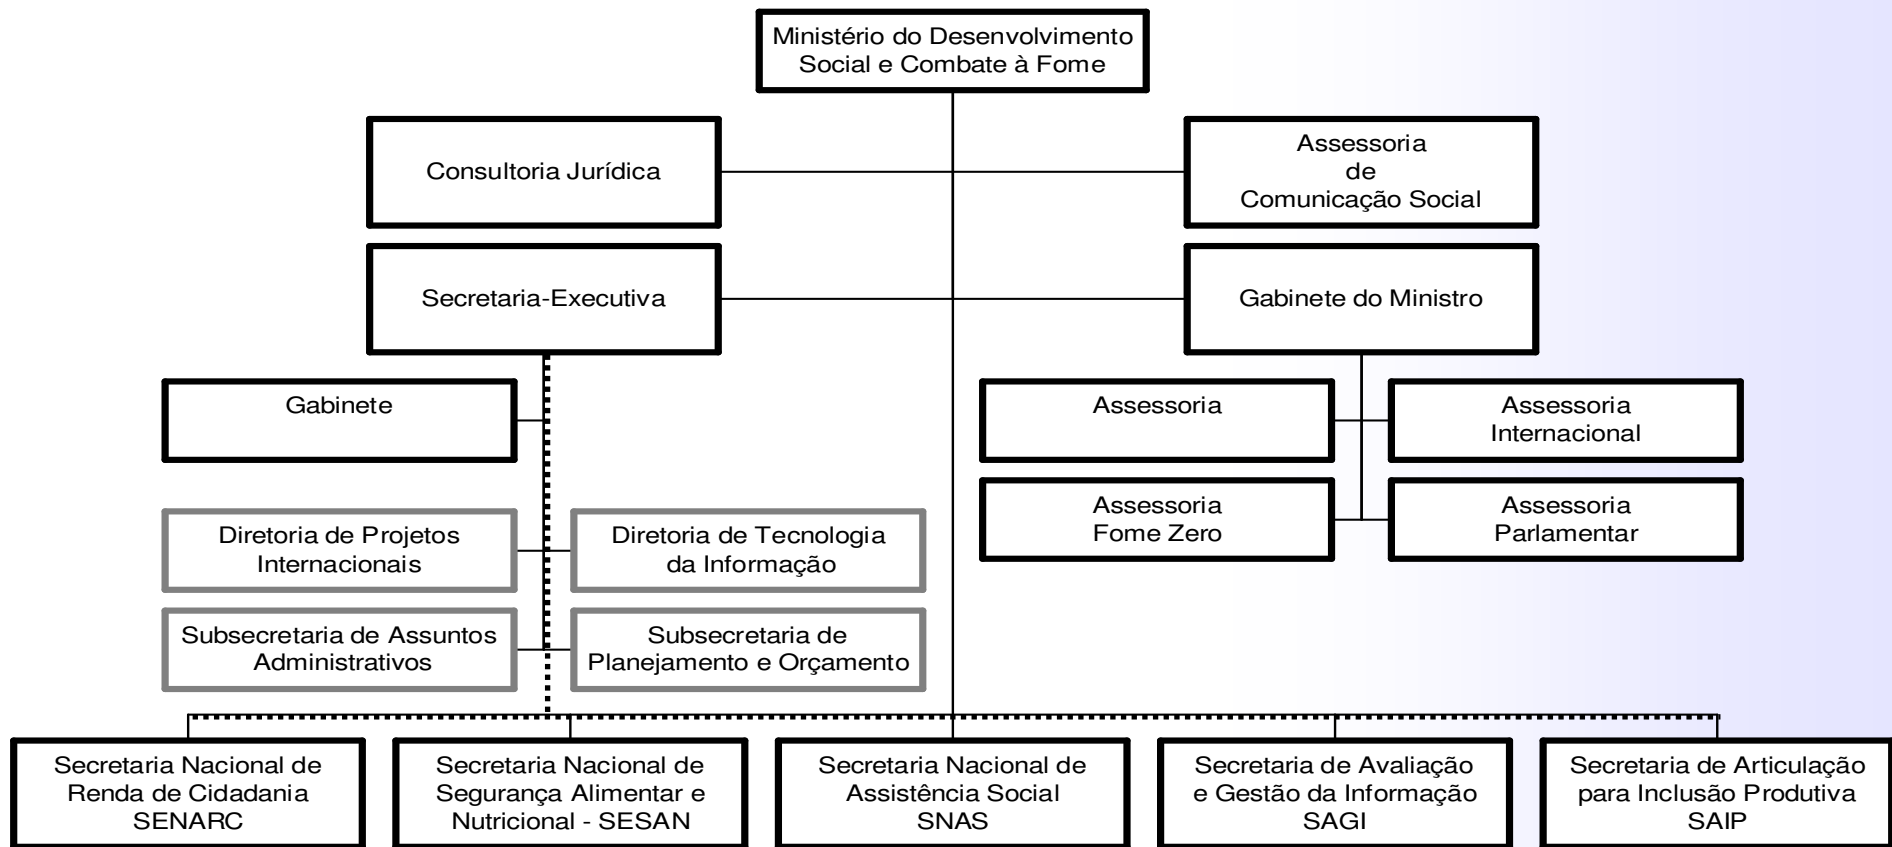 Ministério do Desenvolvimento
Social e Combate à Fome
Consultoria Jurídica
Assessoria
de
Comunicação Social
Secretaria-Executiva
Gabinete do Ministro
Gabinete
Assessoria
Assessoria
Internacional
Assessoria
Fome Zero
Assessoria
Parlamentar
Diretoria de Projetos
Internacionais
Diretoria de Tecnologia
da Informação
Subsecretaria de Assuntos
Administrativos
Subsecretaria de
Planejamento e Orçamento
Secretaria Nacional de
Renda de Cidadania
SENARC
Secretaria Nacional de
Segurança Alimentar e
Nutricional - SESAN
Secretaria Nacional de
Assistência Social
SNAS
Secretaria de Avaliação
e Gestão da Informação
SAGI
Secretaria de Articulação
para Inclusão Produtiva
SAIP